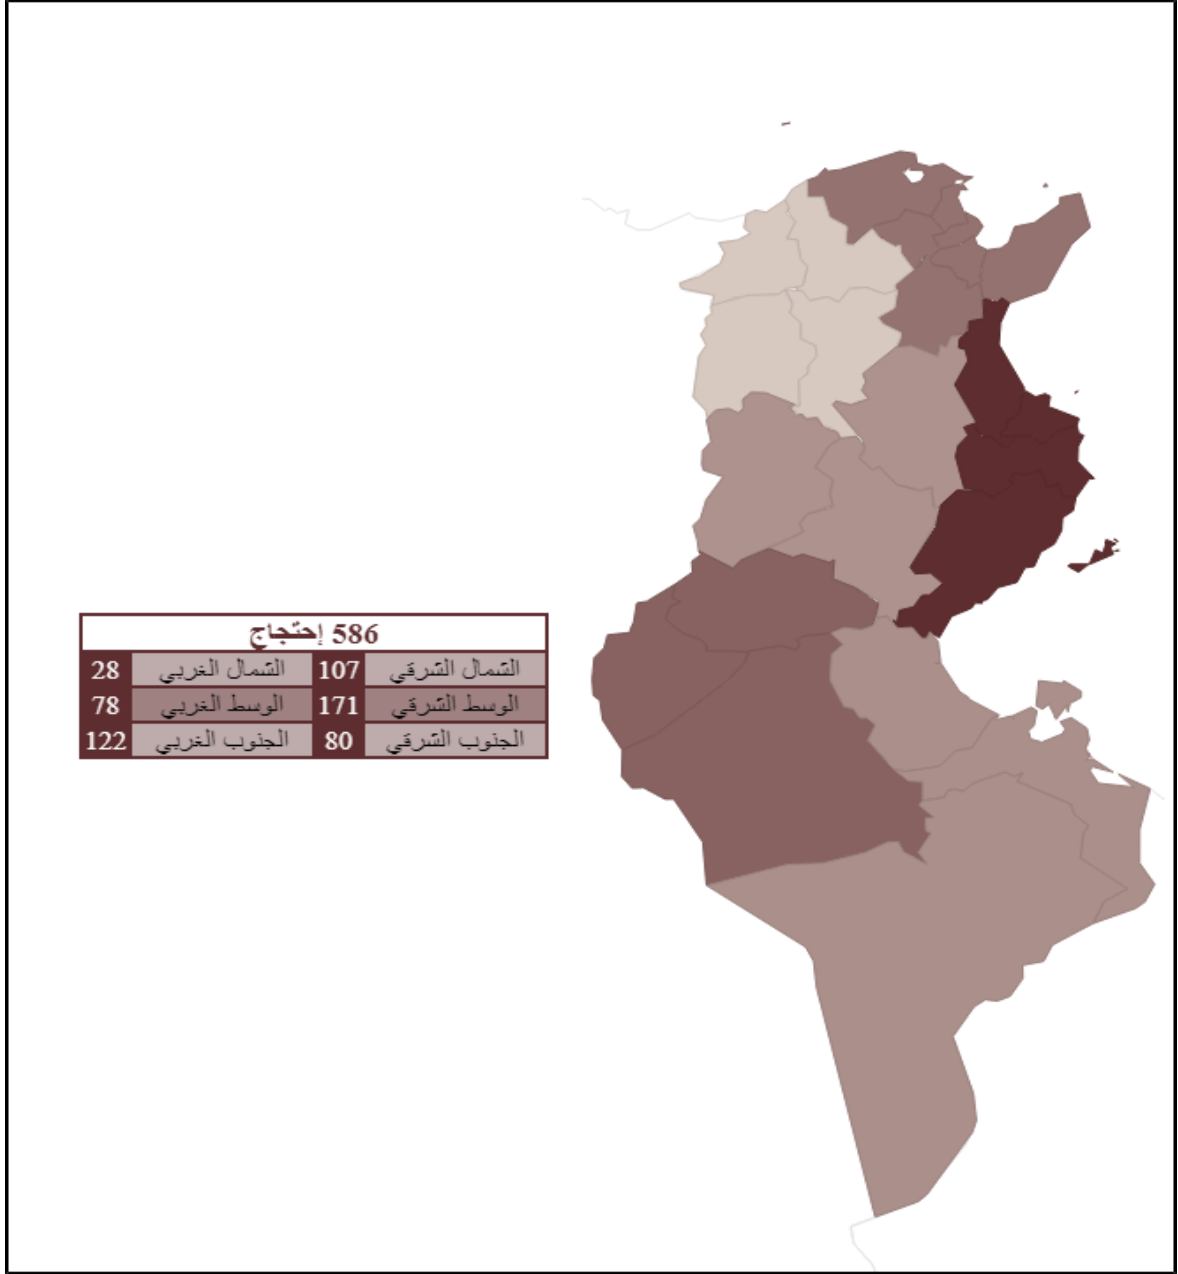 586 إحتجاج
الشمال الشرقي 107 الشمال الغربي 28
الوسط الشرقي 171 الوسط الغربي 78
الجنوب الشرقي 80 الجنوب الغربي 122